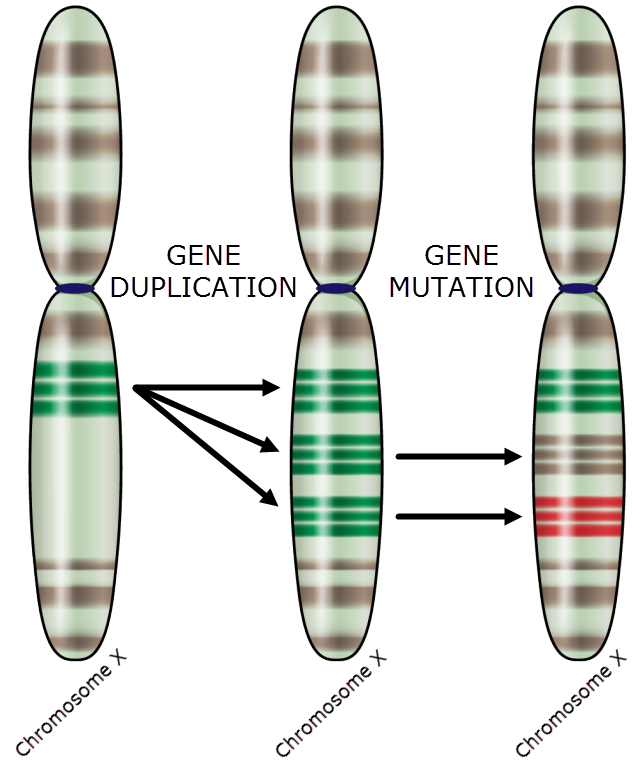 GENE
DUPLICATION
GENE
MUTATION
Chromosome X
Chromosome X
Chromosome X